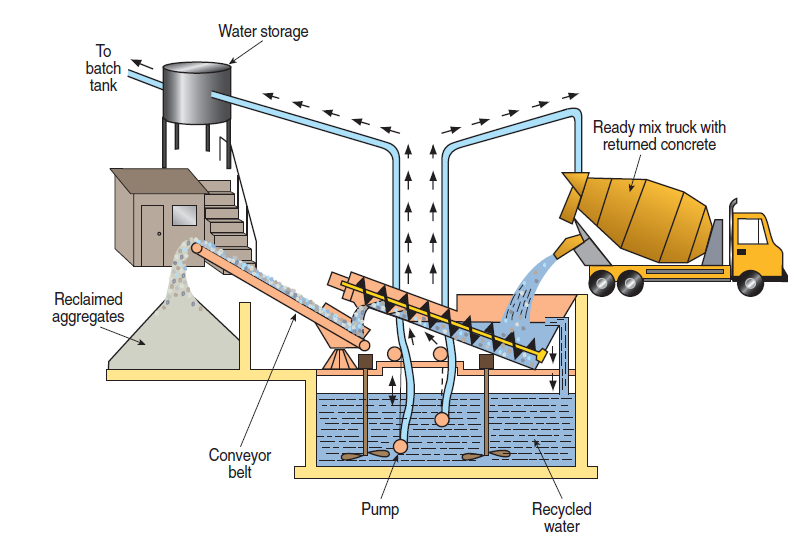 Water storage
To
batch
tank
Ready mix truck with
returned concrete
Reclaimed
aggregates
Conveyor
belt
Pump
Recycled
water